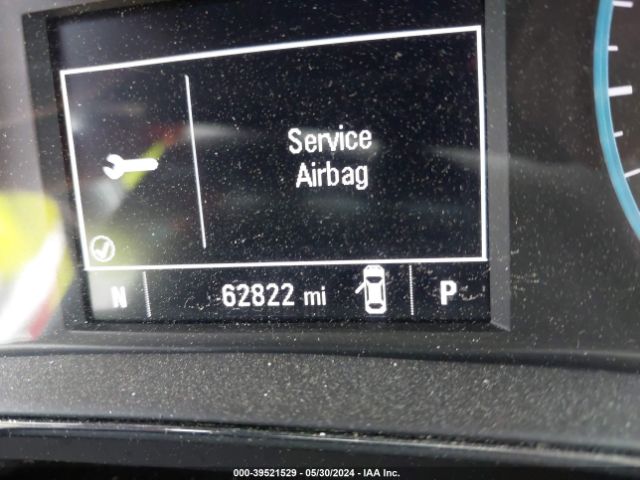 Service
Airbag
N 62822 mi P
000-39521529 • 05/30/2024 • IAA Inc.